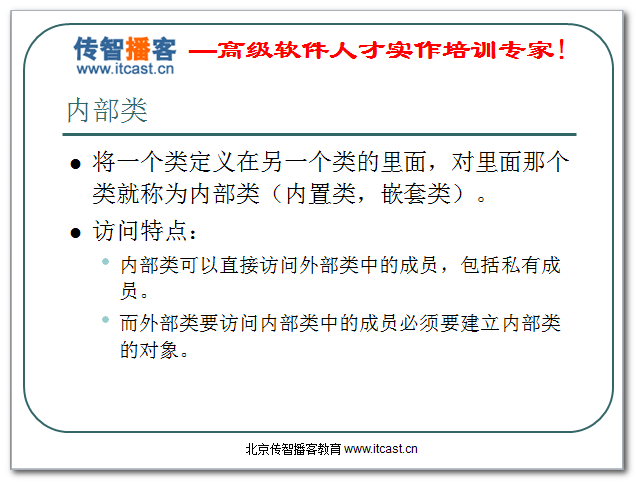 传智播客 —高级软件人才实作培训专家!
www.itcast.cn
内部类
● 将一个类定义在另一个类的里面，对里面那个
类就称为内部类（内置类，嵌套类）。
● 访问特点：
• 内部类可以直接访问外部类中的成员，包括私有成
员。
• 而外部类要访问内部类中的成员必须要建立内部类
的对象。
北京传智播客教育 www.itcast.cn